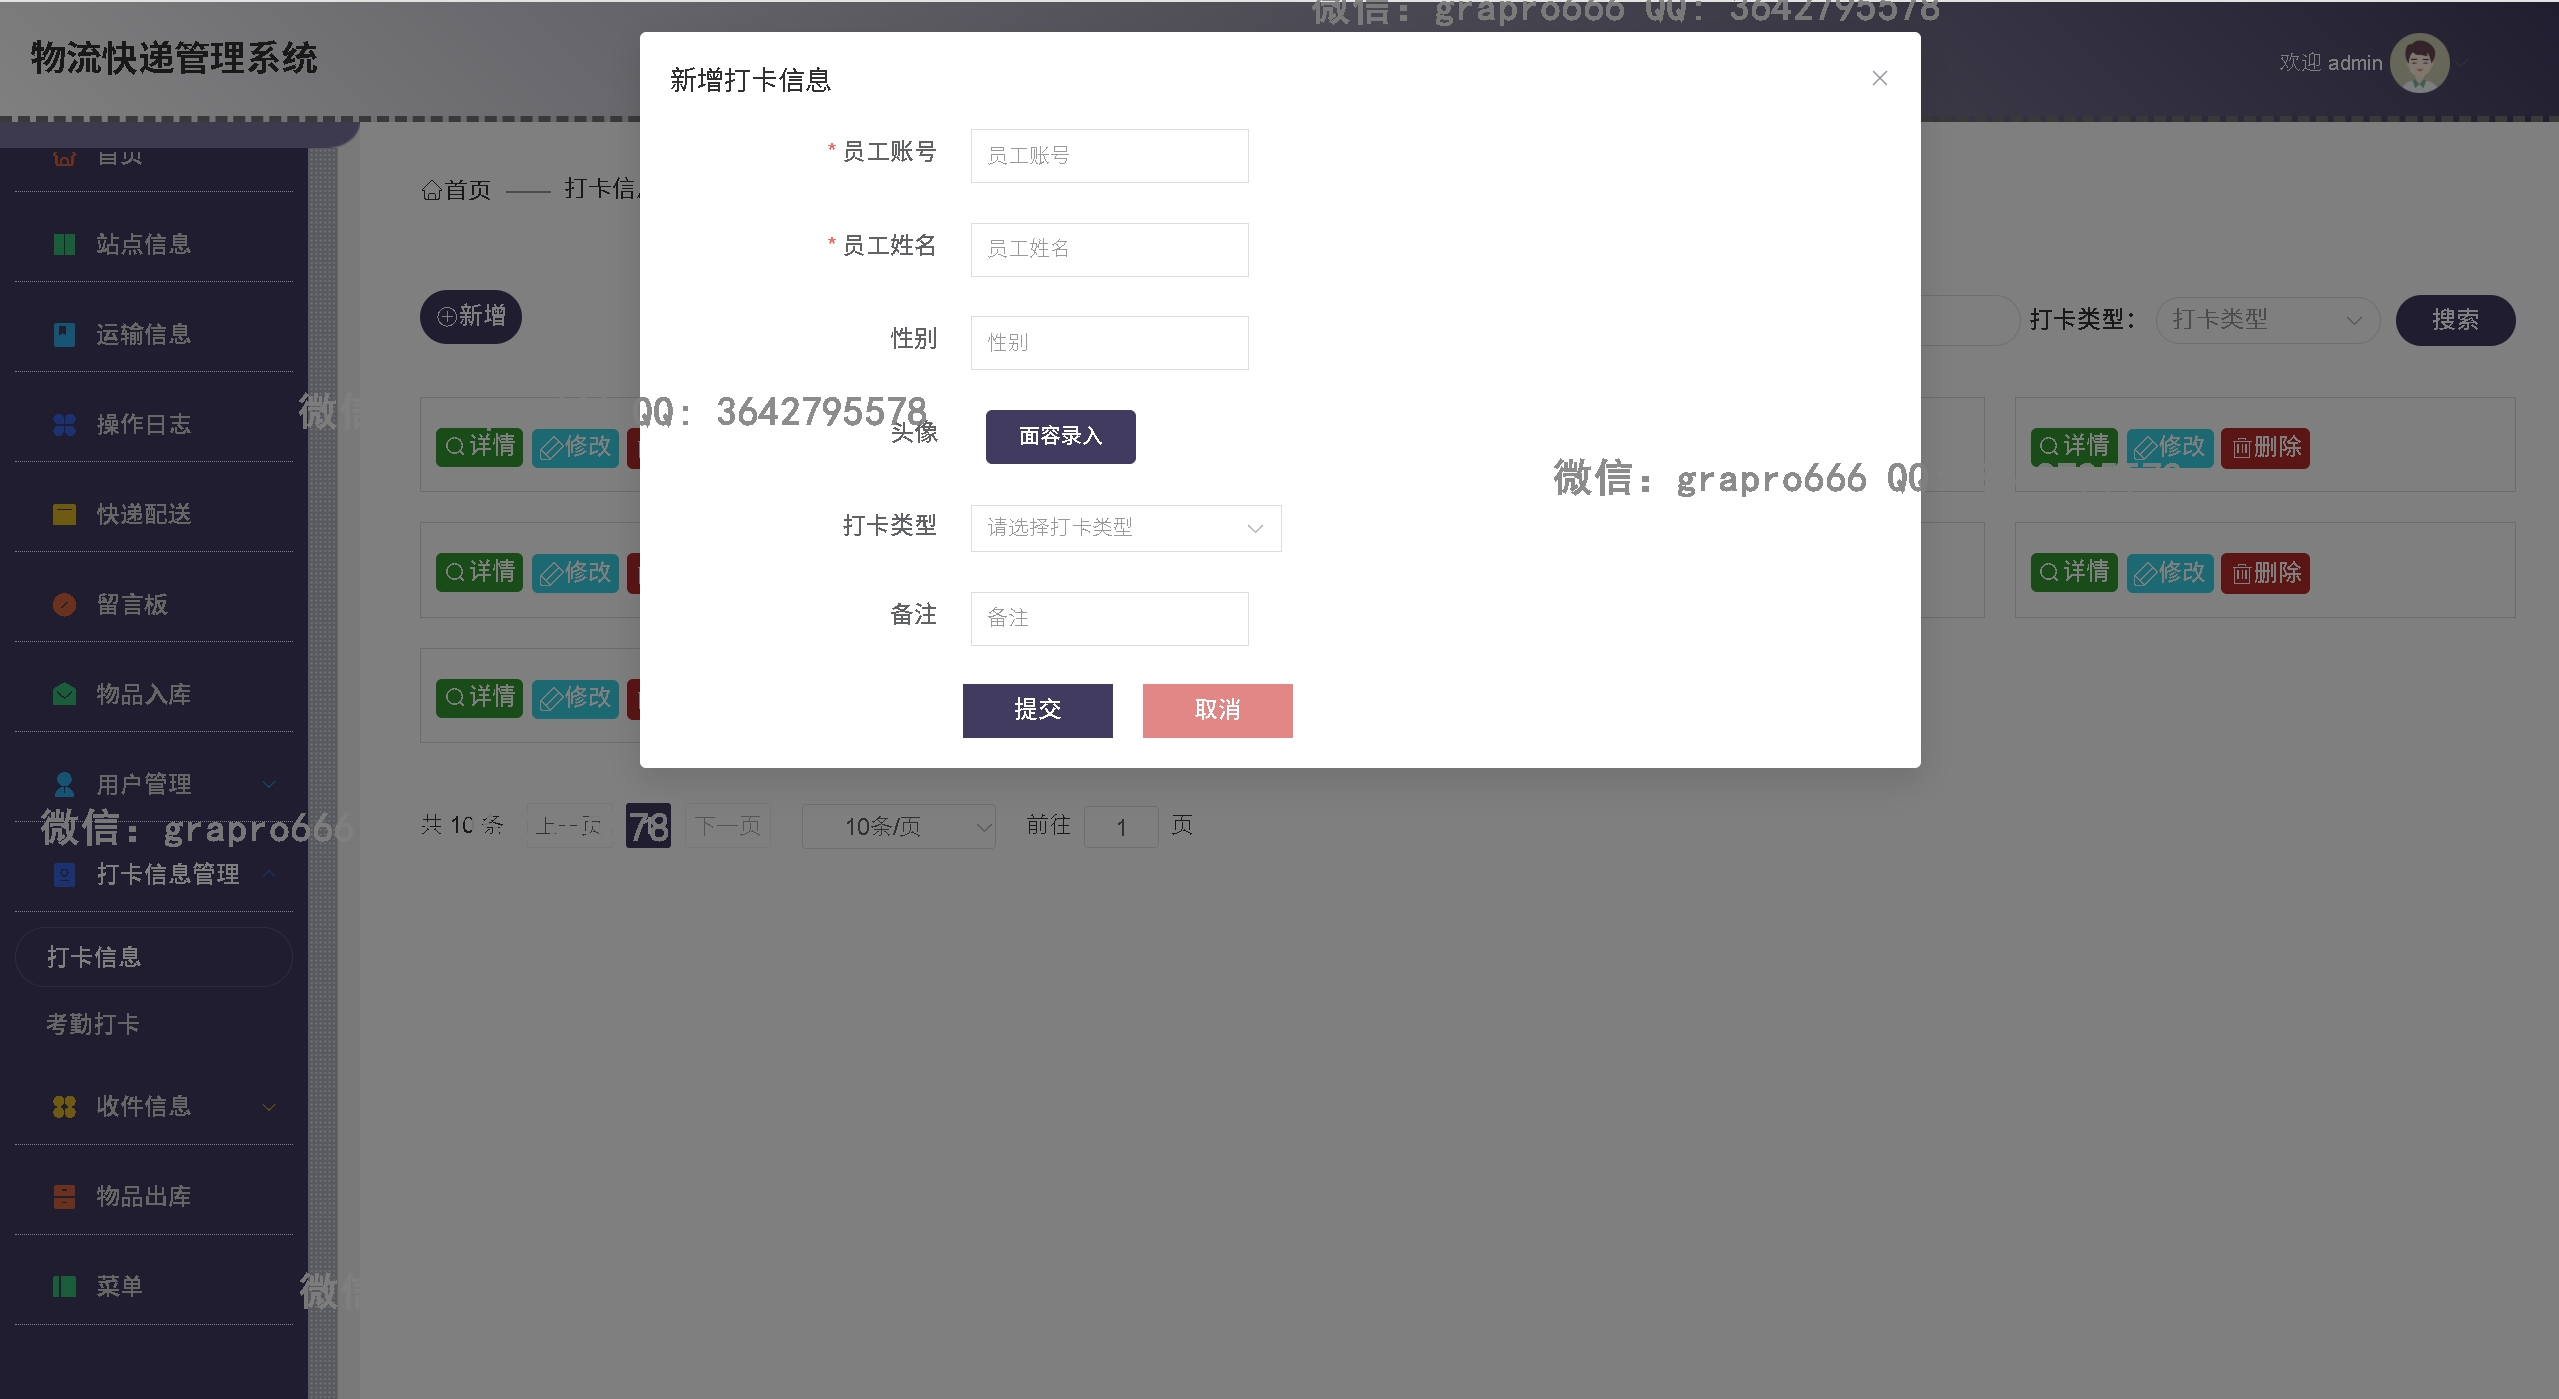 微信: grapro666 QQ: 3642795578
物流快递管理系统
欢迎 admin
新增打卡信息
* 员工账号 员工账号
* 员工姓名 员工姓名
性别 性别
头像 面容录入
打卡类型 请选择打卡类型
备注 备注
提交 取消
首页
站点信息
运输信息
操作日志
快递配送
留言板
物品入库
用户管理
打卡信息管理
打卡信息
考勤打卡
收件信息
物品出库
菜单
首页 打卡信
新增
打卡类型： 打卡类型 搜索
详情 修改
详情 修改 删除
详情 修改
详情 修改 删除
详情 修改
共 10 条 上一页 下一页 10条/页 前往 1 页
微信
QQ: 3642795578
微信: grapro666 QQ
微信: grapro666
78
微信